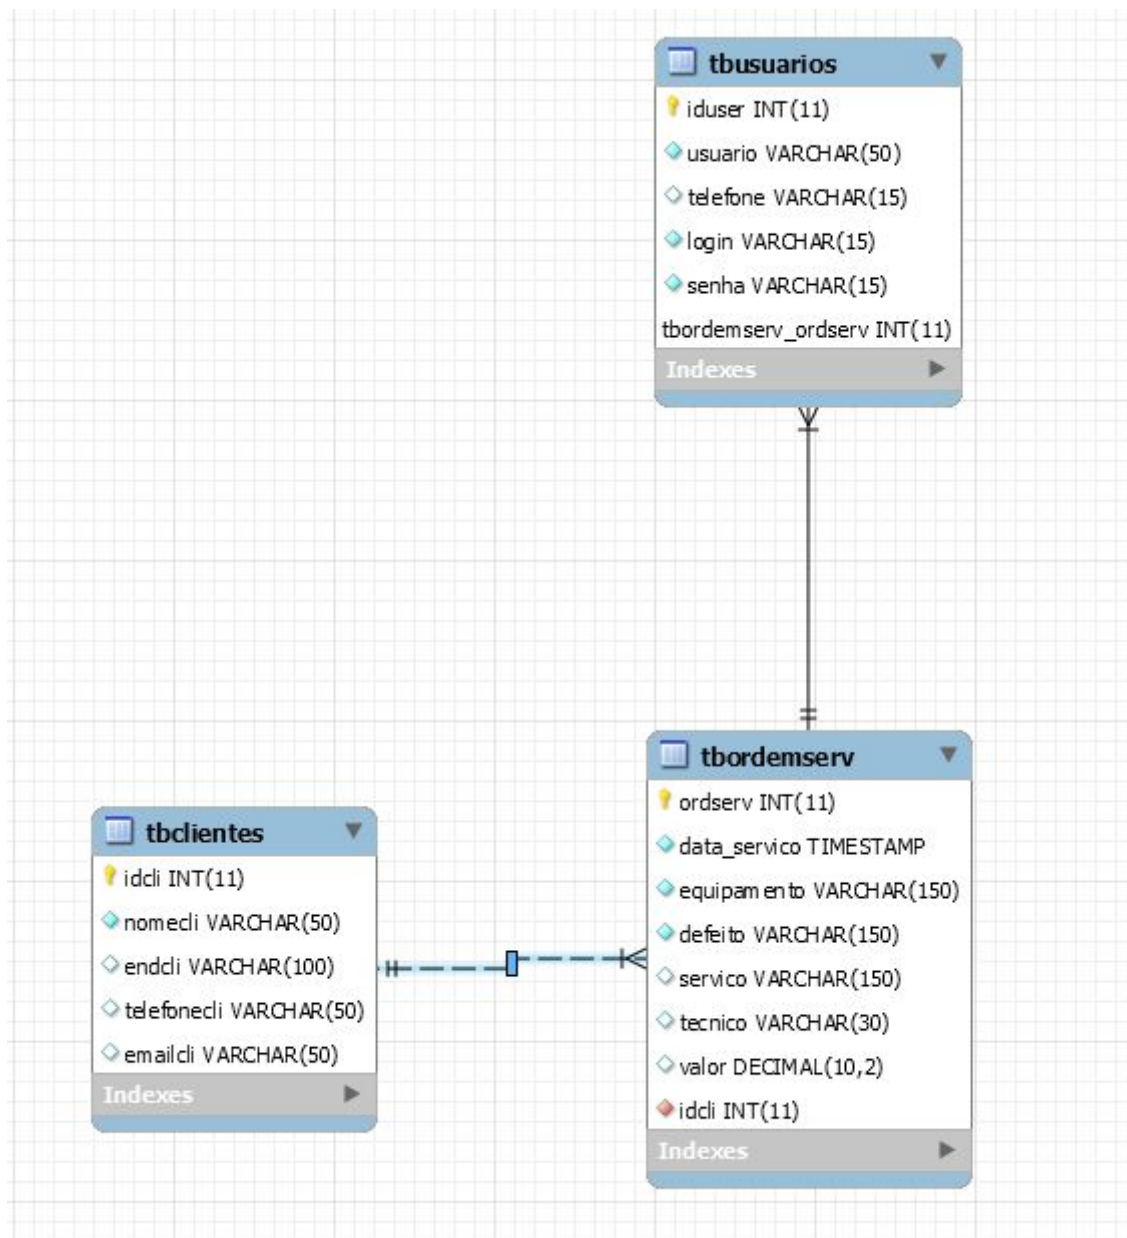 tbusuarios
iduser INT(11)
usuario VARCHAR(50)
telefone VARCHAR(15)
login VARCHAR(15)
senha VARCHAR(15)
tbordemserv_ordserv INT(11)
Indexes
tbclientes
idcli INT(11)
nomecli VARCHAR(50)
endcli VARCHAR(100)
telefonecli VARCHAR(50)
emailcli VARCHAR(50)
Indexes
tbordemserv
ordserv INT(11)
data_servico TIMESTAMP
equipamento VARCHAR(150)
defeito VARCHAR(150)
servico VARCHAR(150)
tecnico VARCHAR(30)
valor DECIMAL(10,2)
idcli INT(11)
Indexes